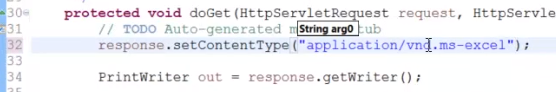 30 protected void doGet(HttpServletRequest request, HttpServle
31 // TODO Auto-generated tub
String arg0
32 response.setContentType("application/vnd.ms-excel");
33
34 PrintWriter out = response.getWriter();
35